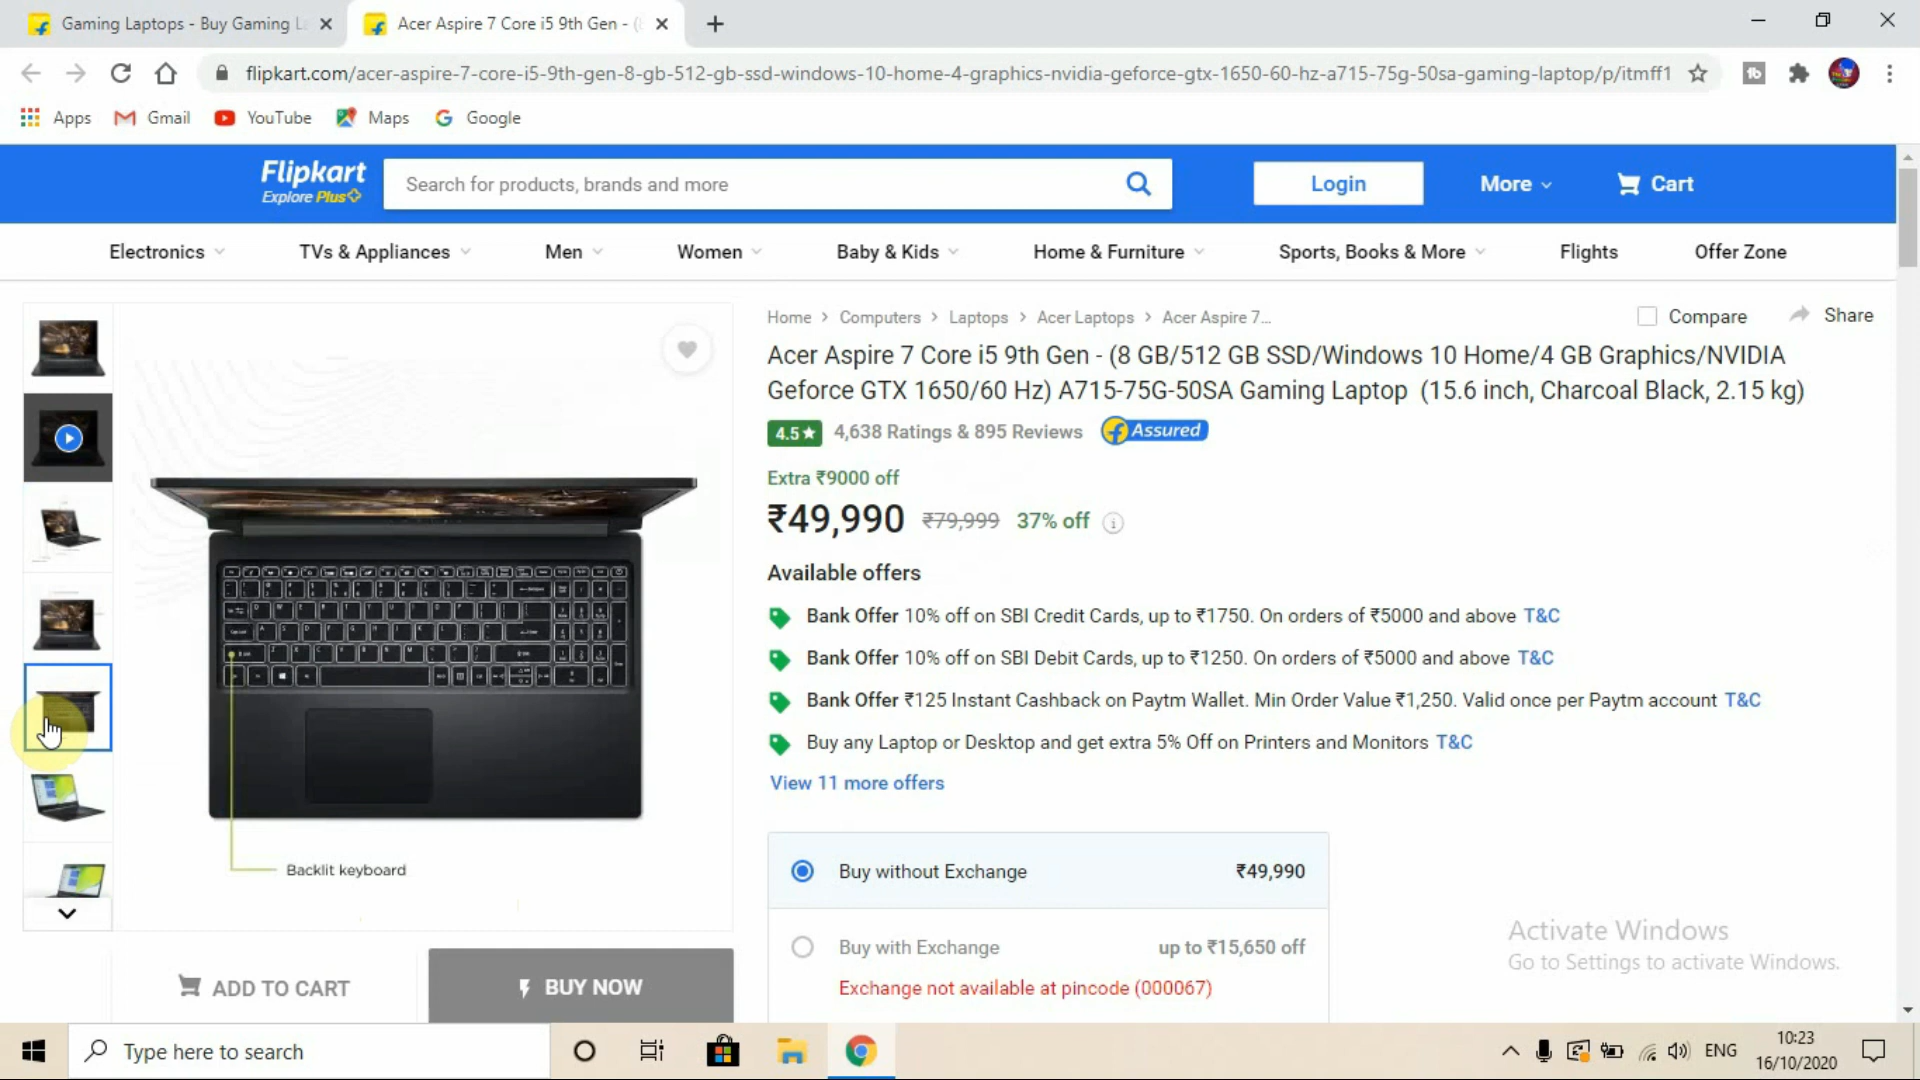 Gaming Laptops - Buy Gaming L
Acer Aspire 7 Core i5 9th Gen - (
flipkart.com/acer-aspire-7-core-i5-9th-gen-8-gb-512-gb-ssd-windows-10-home-4-graphics-nvidia-geforce-gtx-1650-60-hz-a715-75g-50sa-gaming-laptop/p/itmff1
Apps Gmail YouTube Maps Google
Flipkart
Explore Plus
Search for products, brands and more
Login
More
Cart
Electronics TVs & Appliances Men Women Baby & Kids Home & Furniture Sports, Books & More Flights Offer Zone
Home > Computers > Laptops > Acer Laptops > Acer Aspire 7...
Compare
Share
Acer Aspire 7 Core i5 9th Gen - (8 GB/512 GB SSD/Windows 10 Home/4 GB Graphics/NVIDIA
Geforce GTX 1650/60 Hz) A715-75G-50SA Gaming Laptop (15.6 inch, Charcoal Black, 2.15 kg)
4.5★ 4,638 Ratings & 895 Reviews Assured
Extra ₹9000 off
₹49,990 ₹79,999 37% off
Available offers
Bank Offer 10% off on SBI Credit Cards, up to ₹1750. On orders of ₹5000 and above T&C
Bank Offer 10% off on SBI Debit Cards, up to ₹1250. On orders of ₹5000 and above T&C
Bank Offer ₹125 Instant Cashback on Paytm Wallet. Min Order Value ₹1,250. Valid once per Paytm account T&C
Buy any Laptop or Desktop and get extra 5% Off on Printers and Monitors T&C
View 11 more offers
Backlit keyboard
Buy without Exchange ₹49,990
Buy with Exchange up to ₹15,650 off
Exchange not available at pincode (000067)
ADD TO CART
BUY NOW
Activate Windows
Go to Settings to activate Windows.
Type here to search
ENG
10:23
16/10/2020